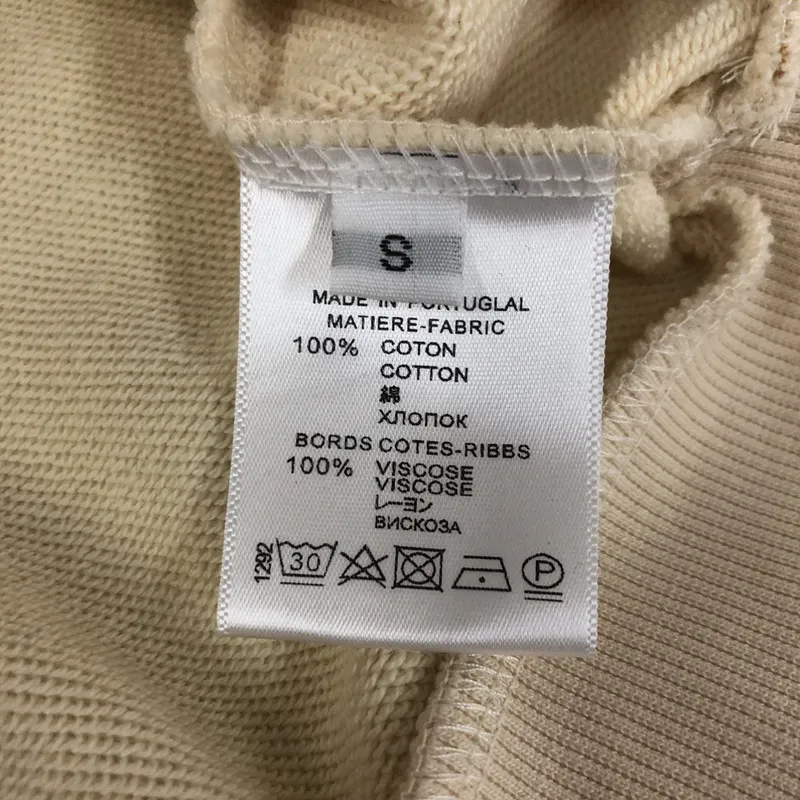 S
MADE IN PORTUGLAL
MATIERE-FABRIC
100% COTON
COTTON
綿
ХЛОПОК
BORDS COTES-RIBBS
100% VISCOSE
VISCOSE
レーヨン
ВИСКОЗА
1292 30 P